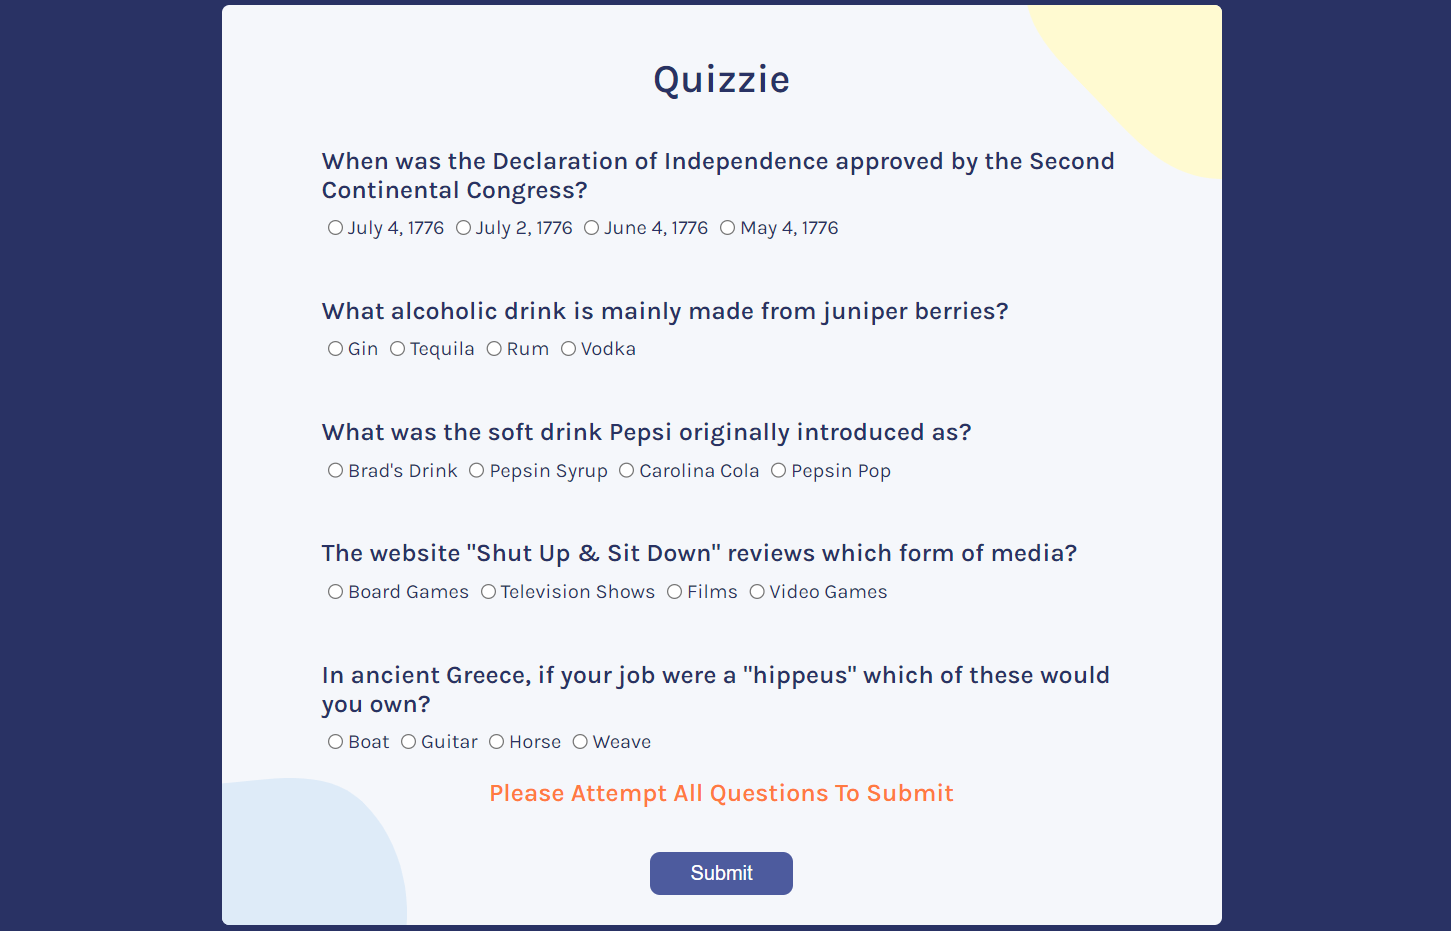 Quizzie
When was the Declaration of Independence approved by the Second
Continental Congress?
July 4, 1776 July 2, 1776 June 4, 1776 May 4, 1776
What alcoholic drink is mainly made from juniper berries?
Gin Tequila Rum Vodka
What was the soft drink Pepsi originally introduced as?
Brad's Drink Pepsin Syrup Carolina Cola Pepsin Pop
The website "Shut Up & Sit Down" reviews which form of media?
Board Games Television Shows Films Video Games
In ancient Greece, if your job were a "hippeus" which of these would
you own?
Boat Guitar Horse Weave
Please Attempt All Questions To Submit
Submit